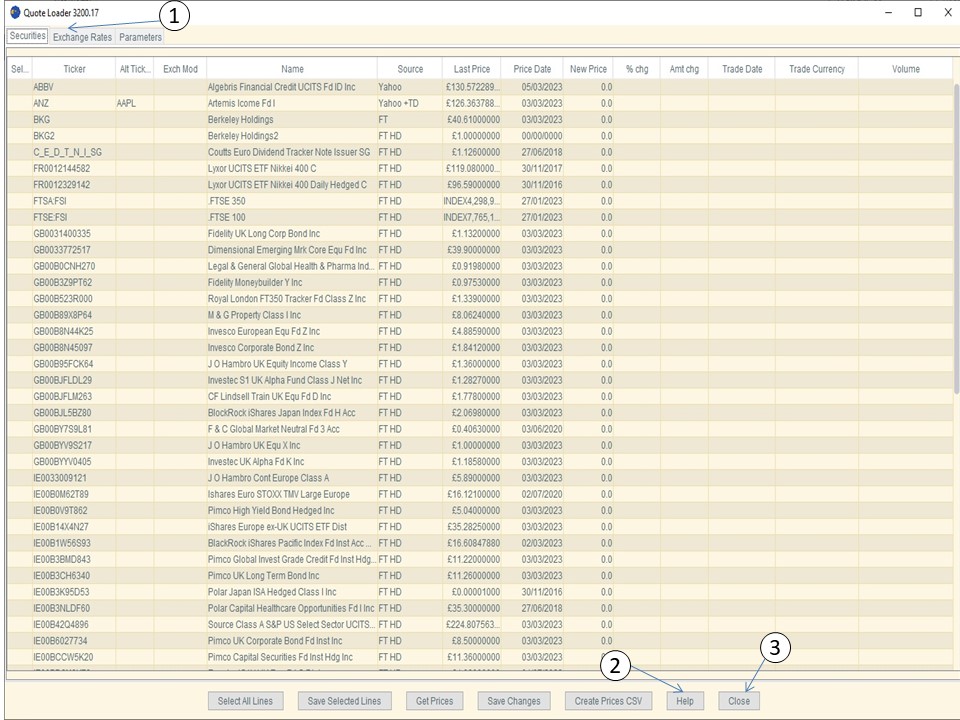 Quote Loader 3200.17
1
Securities Exchange Rates Parameters
Sel... Ticker Alt Tick... Exch Mod Name Source Last Price Price Date New Price % chg Amt chg Trade Date Trade Currency Volume
ABBV Algebris Financial Credit UCITS Fd ID Inc Yahoo £130.572289... 05/03/2023 0.0
ANZ AAPL Artemis Icome Fd I Yahoo +TD £126.363788... 03/03/2023 0.0
BKG Berkeley Holdings FT £40.61000000 03/03/2023 0.0
BKG2 Berkeley Holdings2 FT HD £1.00000000 00/00/0000 0.0
C_E_D_T_N_I_SG Coutts Euro Dividend Tracker Note Issuer SG FT HD £1.12600000 27/06/2018 0.0
FR0012144582 Lyxor UCITS ETF Nikkei 400 C FT HD £119.080000... 30/11/2017 0.0
FR0012329142 Lyxor UCITS ETF Nikkei 400 Daily Hedged C FT HD £96.59000000 30/11/2016 0.0
FTSA:FSI .FTSE 350 FT HD INDEX4,298,9... 27/01/2023 0.0
FTSE:FSI .FTSE 100 FT HD INDEX7,765,1... 27/01/2023 0.0
GB0031400335 Fidelity UK Long Corp Bond Inc FT HD £1.13200000 03/03/2023 0.0
GB0033772517 Dimensional Emerging Mrk Core Equ Fd Inc FT HD £39.90000000 03/03/2023 0.0
GB00B0CNH270 Legal & General Global Health & Pharma Ind... FT HD £0.91980000 03/03/2023 0.0
GB00B3Z9PT62 Fidelity Moneybuilder Y Inc FT HD £0.97530000 03/03/2023 0.0
GB00B523R000 Royal London FT350 Tracker Fd Class Z Inc FT HD £1.33900000 03/03/2023 0.0
GB00B89X8P64 M & G Property Class I Inc FT HD £8.06240000 03/03/2023 0.0
GB00B8N44K25 Invesco European Equ Fd Z Inc FT HD £4.88590000 03/03/2023 0.0
GB00B8N45097 Invesco Corporate Bond Z Inc FT HD £1.84120000 03/03/2023 0.0
GB00B95FCK64 J O Hambro UK Equity Income Class Y FT HD £1.36000000 03/03/2023 0.0
GB00BJFLDL29 Investec S1 UK Alpha Fund Class J Net Inc FT HD £1.28270000 03/03/2023 0.0
GB00BJFLM263 CF Lindsell Train UK Equ Fd D Inc FT HD £1.77800000 03/03/2023 0.0
GB00BJL5BZ80 BlockRock iShares Japan Index Fd H Acc FT HD £2.06980000 03/03/2023 0.0
GB00BY7S9L81 F & C Global Market Neutral Fd 3 Acc FT HD £0.40630000 03/06/2020 0.0
GB00BYV9S217 J O Hambro UK Equ X Inc FT HD £1.00000000 03/03/2023 0.0
GB00BYYV0405 Investec UK Alpha Fd K Inc FT HD £1.18580000 03/03/2023 0.0
IE0033009121 J O Hambro Cont Europe Class A FT HD £5.89000000 03/03/2023 0.0
IE00B0M62T89 Ishares Euro STOXX TMV Large Europe FT HD £16.12100000 02/07/2020 0.0
IE00B0V9T862 Pimco High Yield Bond Hedged Inc FT HD £5.04000000 03/03/2023 0.0
IE00B14X4N27 iShares Europe ex-UK UCITS ETF Dist FT HD £35.28250000 03/03/2023 0.0
IE00B1W56S93 BlackRock iShares Pacific Index Fd Inst Acc ... FT HD £16.60847880 02/03/2023 0.0
IE00B3BMD843 Pimco Global Invest Grade Credit Fd Inst Hdg... FT HD £11.22000000 03/03/2023 0.0
IE00B3CH6340 Pimco UK Long Term Bond Inc FT HD £11.26000000 03/03/2023 0.0
IE00B3K95D53 Polar Japan ISA Hedged Class I Inc FT HD £0.00001000 30/11/2016 0.0
IE00B3NLDF60 Polar Capital Healthcare Opportunities Fd I Inc FT HD £35.30000000 27/06/2018 0.0
IE00B42Q4896 Source Class A S&P US Select Sector UCITS... FT HD £224.807563... 03/03/2023 0.0
IE00B6027734 Pimco UK Corporate Bond Fd Inst Inc FT HD £8.50000000 03/03/2023 0.0
IE00BCCW5K20 Pimco Capital Securities Fd Inst Hdg Inc FT HD £11.36000000 03/03/2023 0.0
2
3
Select All Lines Save Selected Lines Get Prices Save Changes Create Prices CSV Help Close